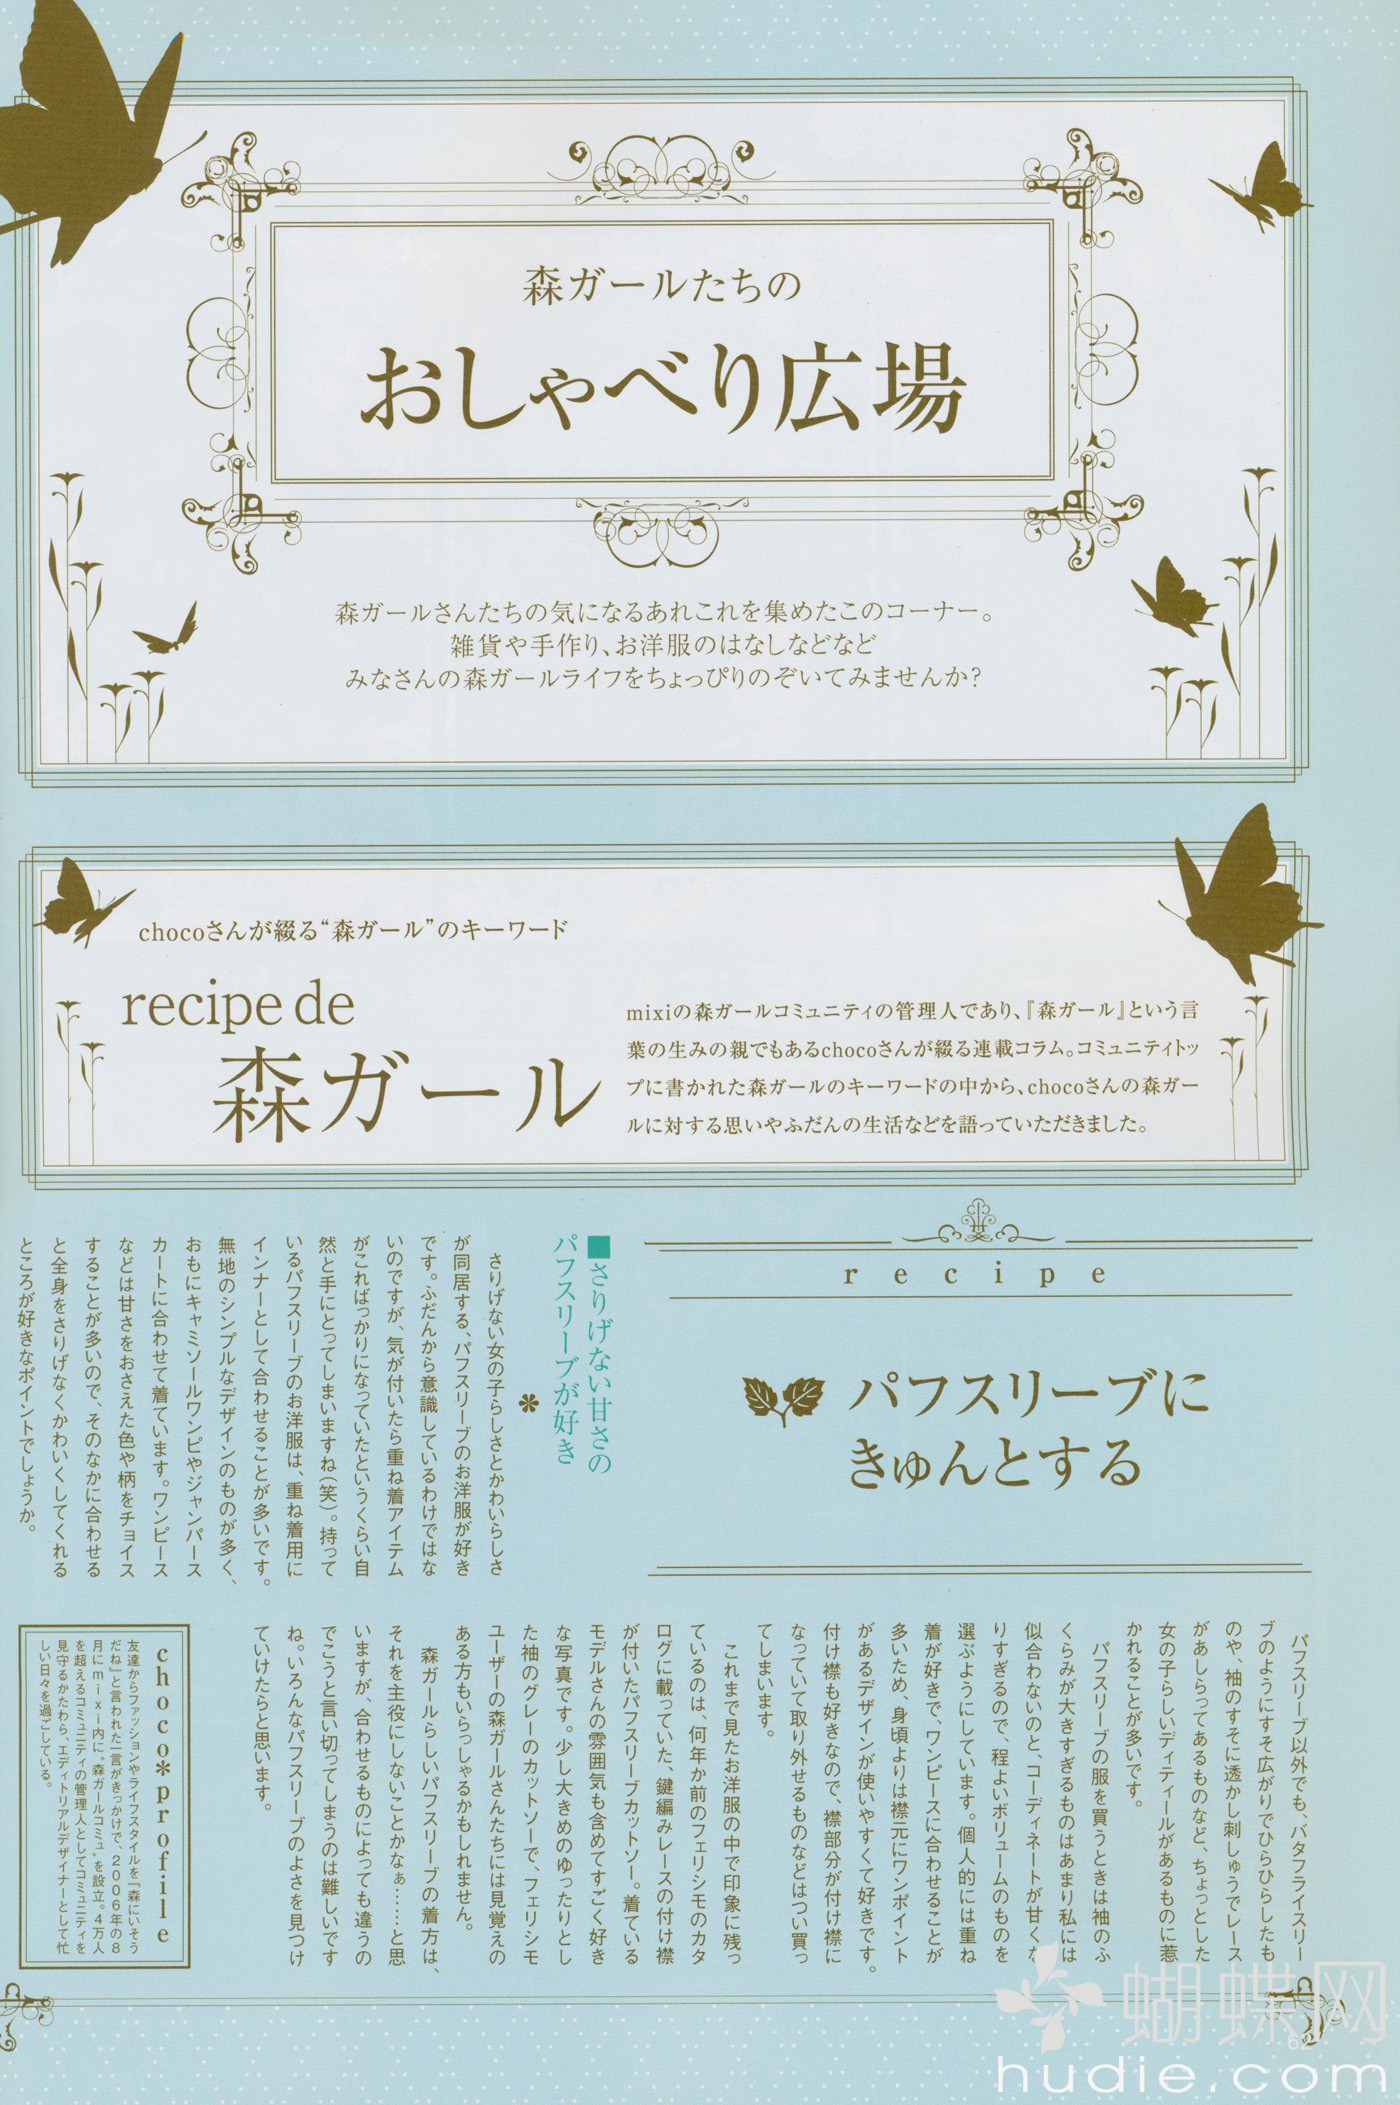 森ガールたちの
おしゃべり広場
森ガールさんたちの気になるあれこれを集めたこのコーナー。
雑貨や手作り、お洋服のはなしなどなど
みなさんの森ガールライフをちょっぴりのぞいてみませんか?
chocoさんが綴る“森ガール”のキーワード
recipe de
森ガール
mixiの森ガールコミュニティの管理人であり、『森ガール』という言
葉の生みの親でもあるchocoさんが綴る連載コラム。コミュニティトッ
プに書かれた森ガールのキーワードの中から、chocoさんの森ガー
ルに対する思いやふだんの生活などを語っていただきました。
recipe
パフスリーブに
きゅんとする
■さりげない甘さの
パフスリーブが好き
さりげない女の子らしさとかわいらしさ
が同居する、パフスリーブのお洋服が好き
です。ふだんから意識しているわけではな
いのですが、気が付いたら重ね着アイテム
がこればっかりになっていたというくらい自
然と手にとってしまいますね(笑)。持って
いるパフスリーブのお洋服は、重ね着用に
インナーとして合わせることが多いです。
無地のシンプルなデザインのものが多く、
おもにキャミソールワンピやジャンパース
カートに合わせて着ています。ワンピース
などは甘さをおさえた色や柄をチョイス
することが多いので、そのなかに合わせる
と全身をさりげなくかわいくしてくれる
ところが好きなポイントでしょうか。
パフスリーブ以外でも、バタフライスリー
ブのようにすそ広がりでひらひらしたも
のや、袖のすそに透かし刺しゅうでレース
があしらってあるものなど、ちょっとした
女の子らしいディティールがあるものに惹
かれることが多いです。
パフスリーブの服を買うときは袖のふ
くらみが大きすぎるものはあまり私には
似合わないのと、コーディネートが甘くな
りすぎるので、程よいボリュームのものを
選ぶようにしています。個人的には重ね
着が好きで、ワンピースに合わせることが
多いため、身頃よりは襟元にワンポイント
があるデザインが使いやすくて好きです。
付け襟も好きなので、襟部分が付け襟に
なっていて取り外せるものなどはつい買っ
てしまいます。
これまで見たお洋服の中で印象に残っ
ているのは、何年か前のフェリシモのカタ
ログに載っていた、鍵編みレースの付け襟
が付いたパフスリーブカットソー。着ている
モデルさんの雰囲気も含めてすごく好き
な写真です。少し大きめのゆったりとし
た袖のグレーのカットソーで、フェリシモ
ユーザーの森ガールさんたちには見覚えの
ある方もいらっしゃるかもしれません。
森ガールらしいパフスリーブの着方は、
それを主役にしないことかなぁ……と思
いますが、合わせるものによっても違うの
でこうと言い切ってしまうのは難しいです
ね。いろんなパフスリーブのよさを見つけ
ていけたらと思います。
choco*profile
友達からファッションやライフスタイルを『森にいそう
だね』と言われた一言がきっかけで、2006年の8
月にmixi内に“森ガールコミュ”を設立。4万人
を超えるコミュニティの管理人としてコミュニティを
見守るかたわら、エディトリアルデザイナーとして忙
しい日々を過ごしている。
62
蝴蝶网
hudie.com